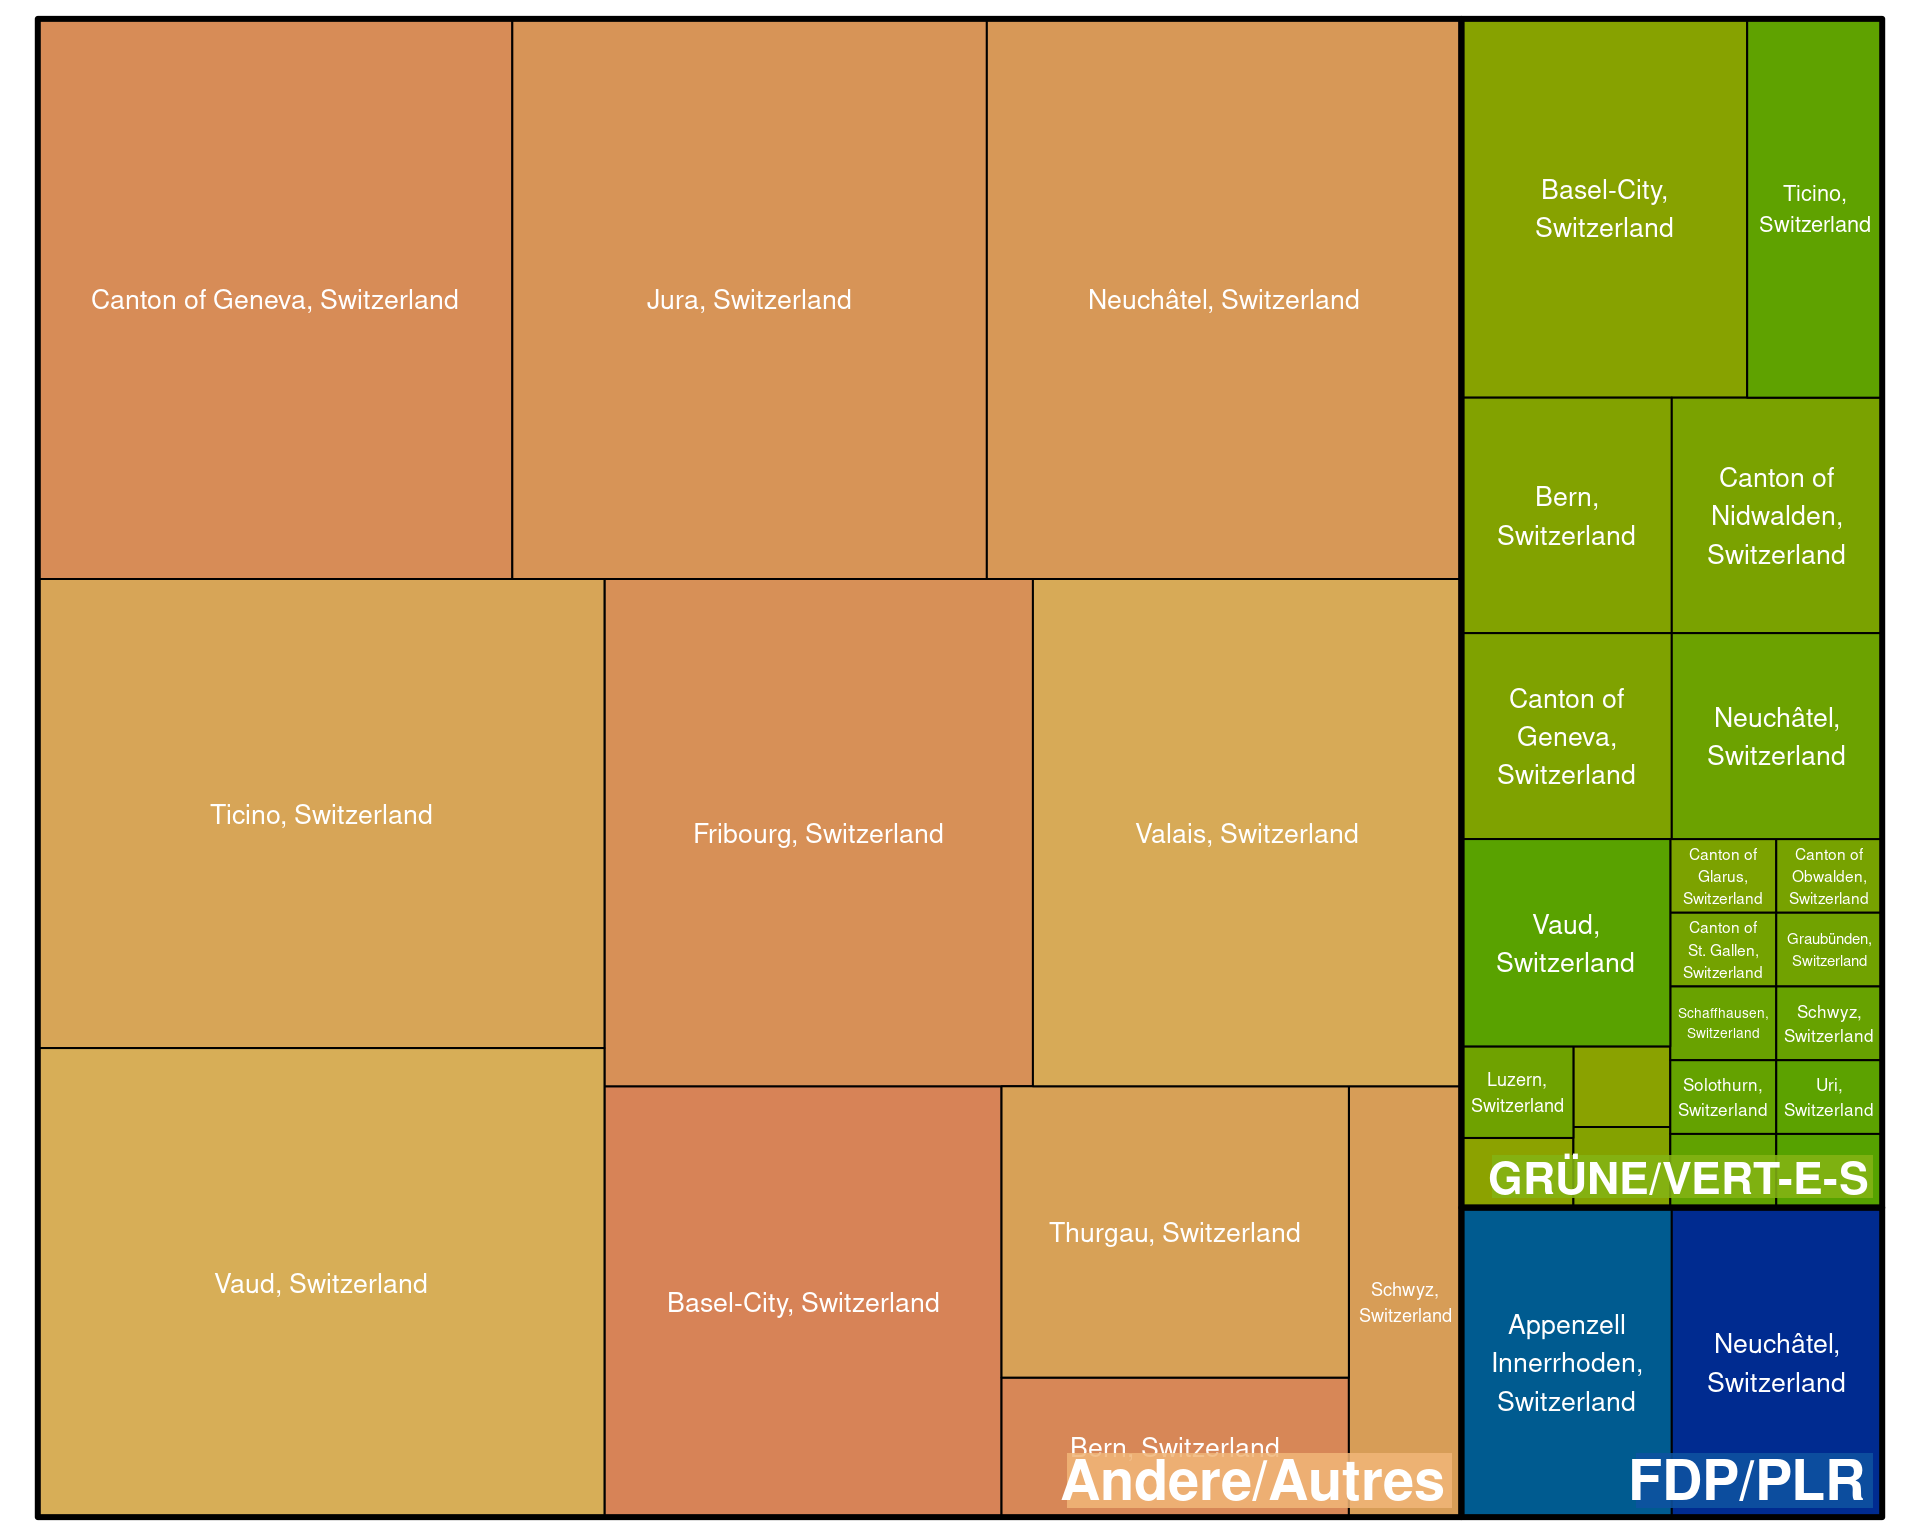 Canton of Geneva, Switzerland
Jura, Switzerland
Neuchâtel, Switzerland
Ticino, Switzerland
Fribourg, Switzerland
Valais, Switzerland
Vaud, Switzerland
Basel-City, Switzerland
Thurgau, Switzerland
Schwyz,
Switzerland
Bern, Switzerland
Andere/Autres
Basel-City,
Switzerland
Ticino,
Switzerland
Bern,
Switzerland
Canton of
Nidwalden,
Switzerland
Canton of
Geneva,
Switzerland
Neuchâtel,
Switzerland
Vaud,
Switzerland
Canton of
Glarus,
Switzerland
Canton of
Obwalden,
Switzerland
Canton of
St. Gallen,
Switzerland
Graubünden,
Switzerland
Schaffhausen,
Switzerland
Schwyz,
Switzerland
Luzern,
Switzerland
Solothurn,
Switzerland
Uri,
Switzerland
GRÜNE/VERT-E-S
Appenzell
Innerrhoden,
Switzerland
Neuchâtel,
Switzerland
FDP/PLR